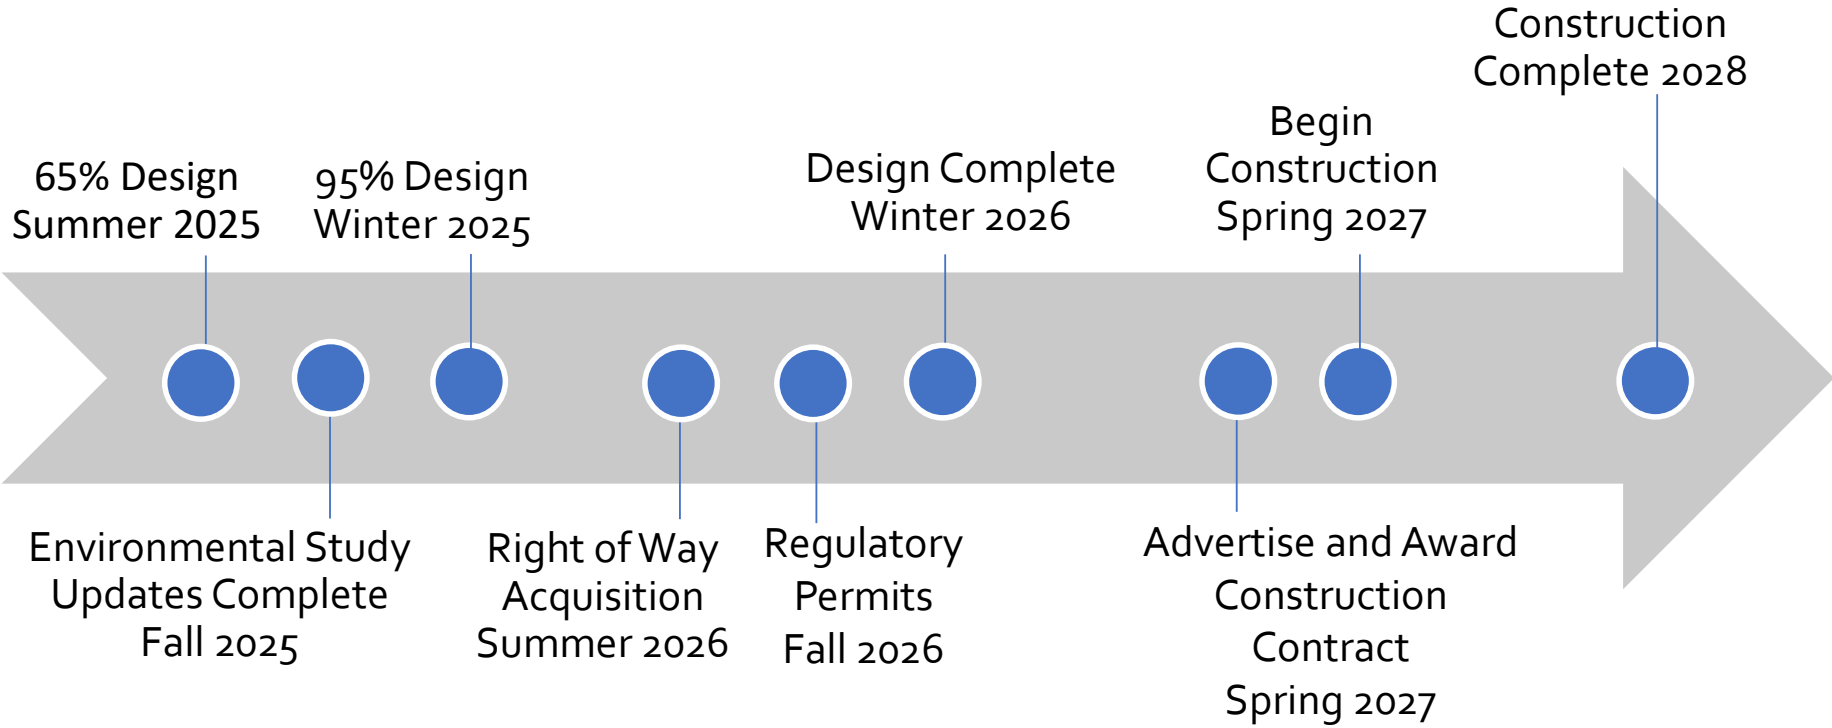 65% Design
Summer 2025
Environmental Study
Updates Complete
Fall 2025
95% Design
Winter 2025
Right of Way
Acquisition
Summer 2026
Regulatory
Permits
Fall 2026
Design Complete
Winter 2026
Advertise and Award
Construction
Contract
Spring 2027
Begin
Construction
Spring 2027
Construction
Complete 2028